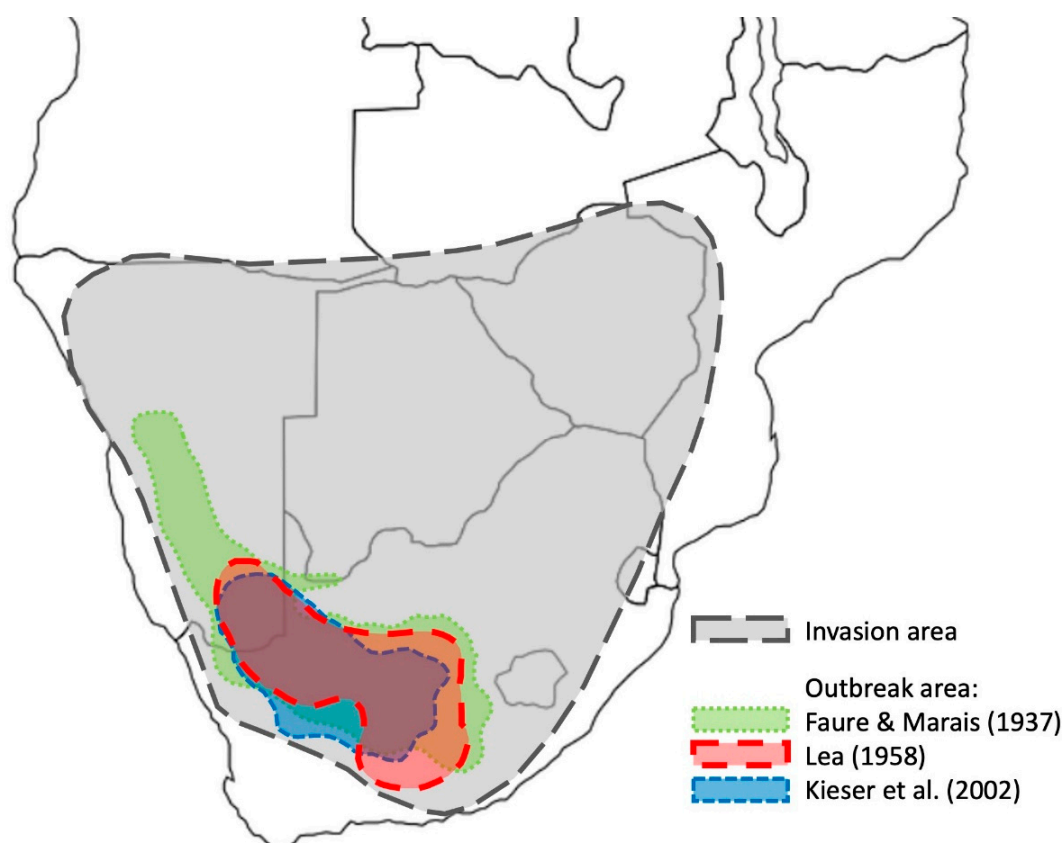 Invasion area
Outbreak area:
Faure & Marais (1937)
Lea (1958)
Kieser et al. (2002)